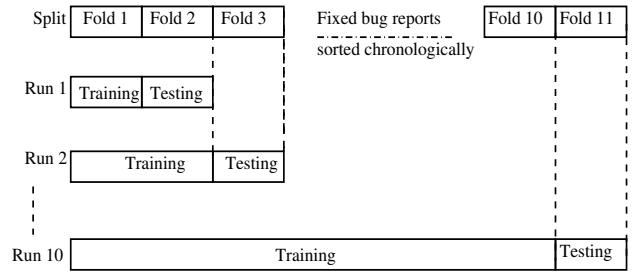 Split Fold 1 Fold 2 Fold 3 Fixed bug reports Fold 10 Fold 11
sorted chronologically
Run 1 Training Testing
Run 2 Training Testing
Run 10 Training Testing